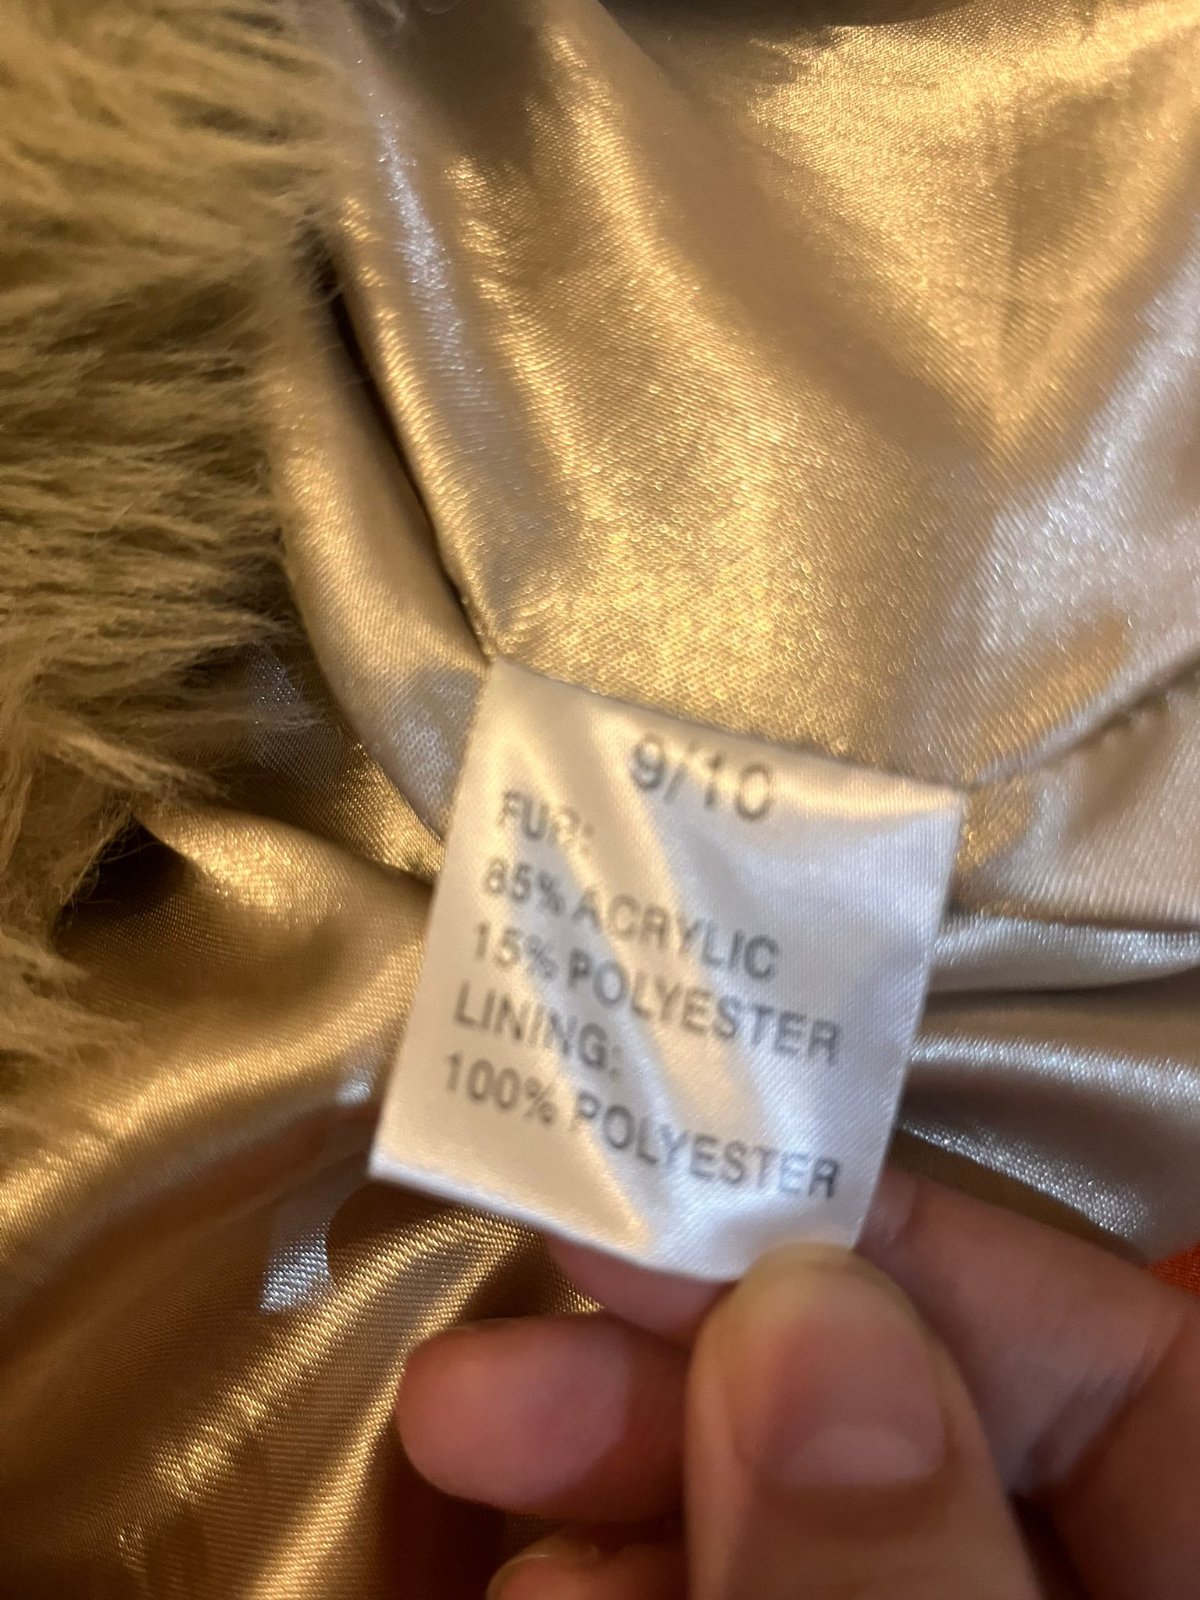 9/10
FUR:
85% ACRYLIC
15% POLYESTER
LINING:
100% POLYESTER